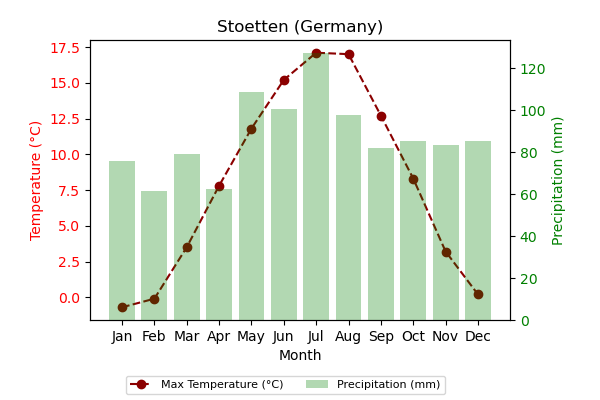 Stoetten (Germany)
17.5
15.0
12.5
10.0
7.5
5.0
2.5
0.0
Temperature (°C)
120
100
80
60
40
20
0
Precipitation (mm)
Jan Feb Mar Apr May Jun Jul Aug Sep Oct Nov Dec
Month
Max Temperature (°C) Precipitation (mm)